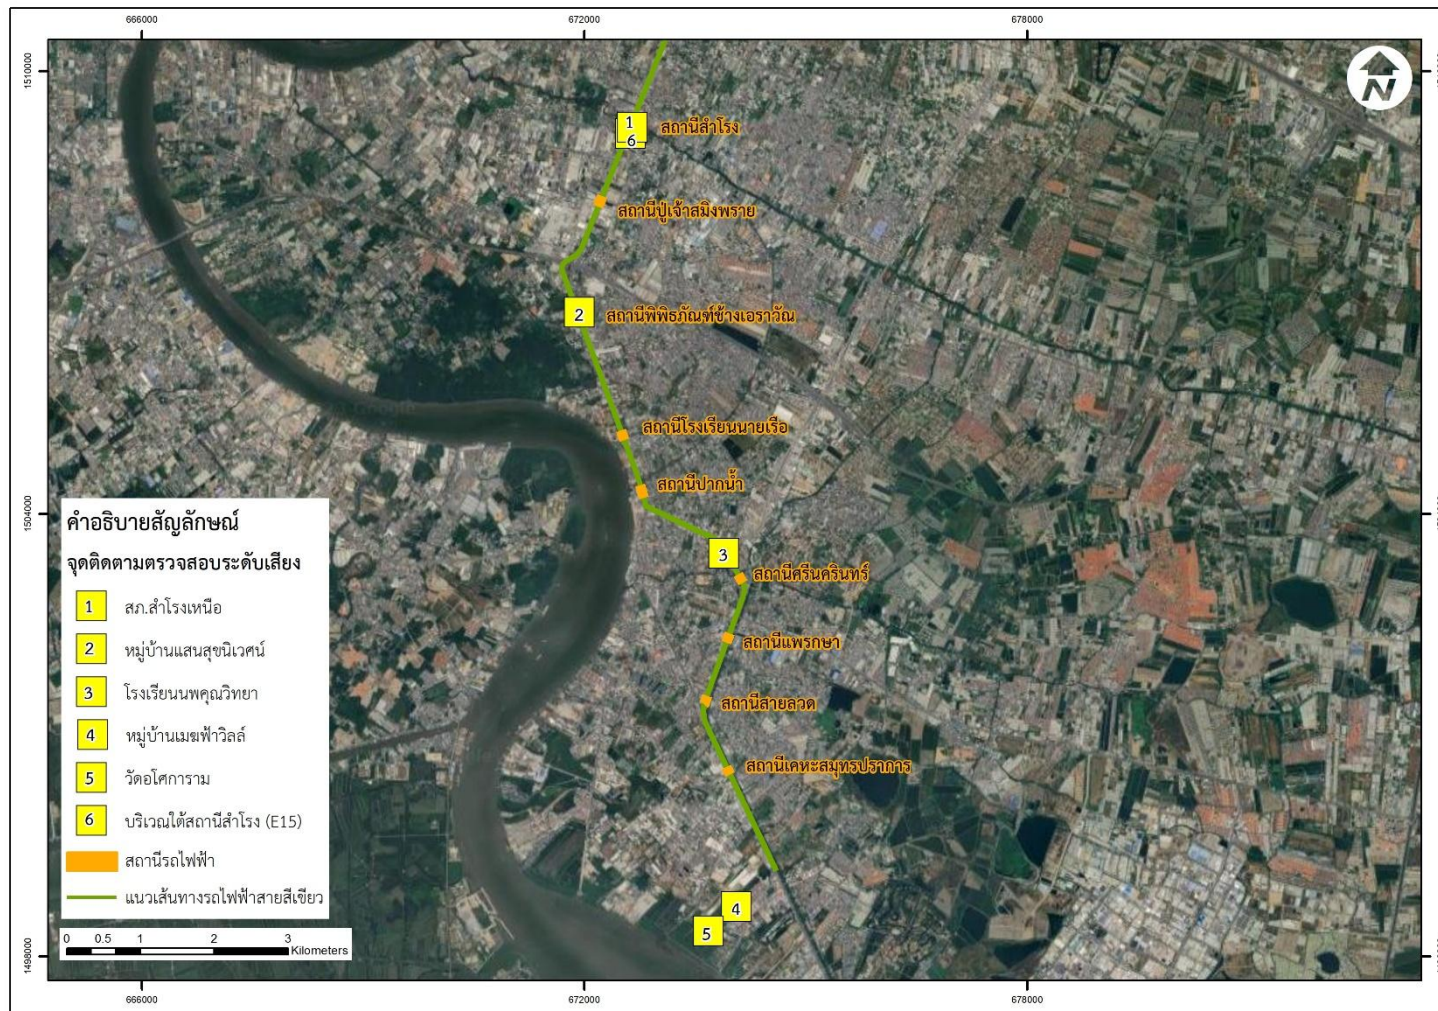 666000
672000
678000
1510000
N
1
6
สถานีสำโรง
สถานีปู่เจ้าสมิงพราย
2
สถานีพิพิธภัณฑ์ช้างเอราวัณ
สถานีโรงเรียนนายเรือ
สถานีปากน้ำ
1504000
3
สถานีศรีนครินทร์
สถานีแพรกษา
สถานีสายลวด
สถานีเคหะสมุทรปราการ
4
5
คำอธิบายสัญลักษณ์
จุดติดตามตรวจสอบระดับเสียง
1 สภ.สำโรงเหนือ
2 หมู่บ้านแสนสุขนิเวศน์
3 โรงเรียนนพคุณวิทยา
4 หมู่บ้านเมฆฟ้าวิลล์
5 วัดอโศการาม
6 บริเวณใต้สถานีสำโรง (E15)
สถานีรถไฟฟ้า
แนวเส้นทางรถไฟฟ้าสายสีเขียว
0 0.5 1 2 3
Kilometers
1498000
666000
672000
678000